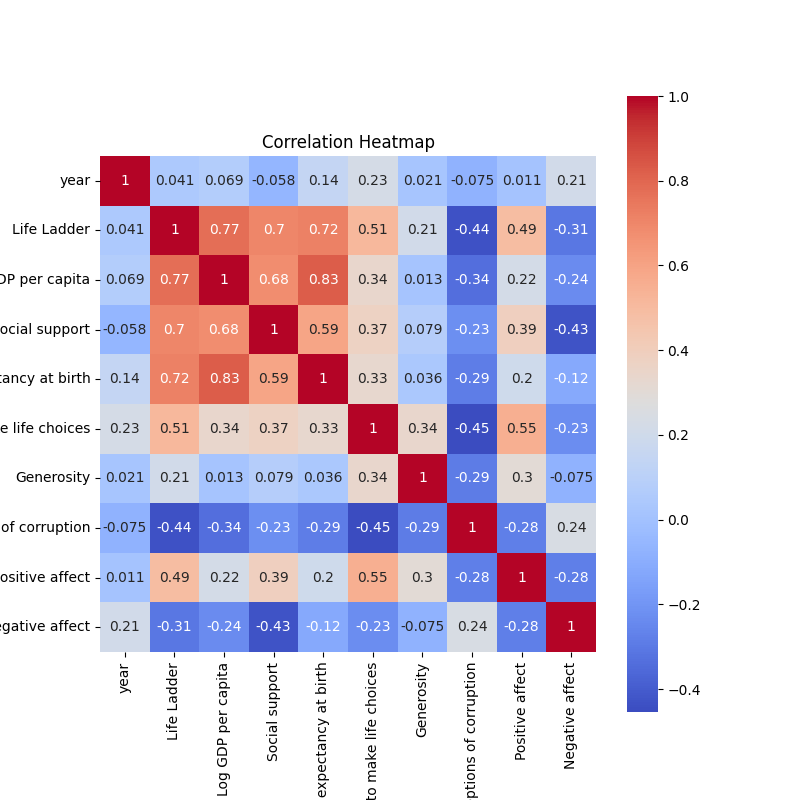 Correlation Heatmap
year 1 0.041 0.069 -0.058 0.14 0.23 0.021 -0.075 0.011 0.21
Life Ladder 0.041 1 0.77 0.7 0.72 0.51 0.21 -0.44 0.49 -0.31
DP per capita 0.069 0.77 1 0.68 0.83 0.34 0.013 -0.34 0.22 -0.24
ocial support -0.058 0.7 0.68 1 0.59 0.37 0.079 -0.23 0.39 -0.43
tancy at birth 0.14 0.72 0.83 0.59 1 0.33 0.036 -0.29 0.2 -0.12
e life choices 0.23 0.51 0.34 0.37 0.33 1 0.34 -0.45 0.55 -0.23
Generosity 0.021 0.21 0.013 0.079 0.036 0.34 1 -0.29 0.3 -0.075
of corruption -0.075 -0.44 -0.34 -0.23 -0.29 -0.45 -0.29 1 -0.28 0.24
ositive affect 0.011 0.49 0.22 0.39 0.2 0.55 0.3 -0.28 1 -0.28
egative affect 0.21 -0.31 -0.24 -0.43 -0.12 -0.23 -0.075 0.24 -0.28 1
year
Life Ladder
Log GDP per capita
Social support
expectancy at birth
to make life choices
Generosity
ptions of corruption
Positive affect
Negative affect
1.0
0.8
0.6
0.4
0.2
0.0
−0.2
−0.4